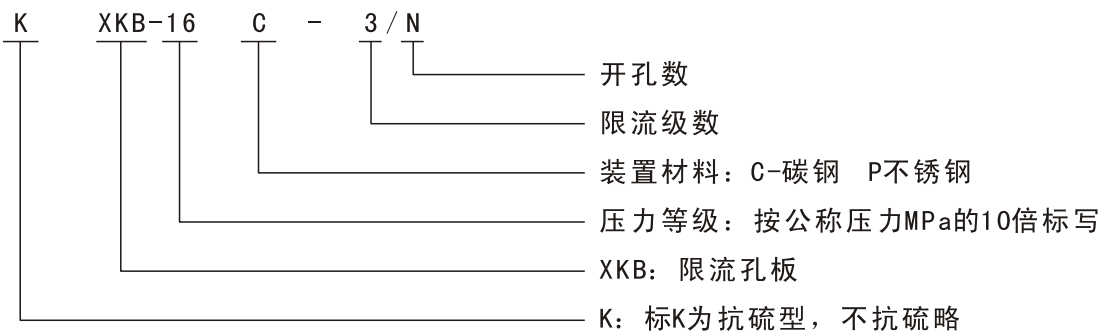 K XKB-16 C - 3/N
开孔数
限流级数
装置材料：C-碳钢 P不锈钢
压力等级：按公称压力MPa的10倍标写
XKB：限流孔板
K：标K为抗硫型，不抗硫略